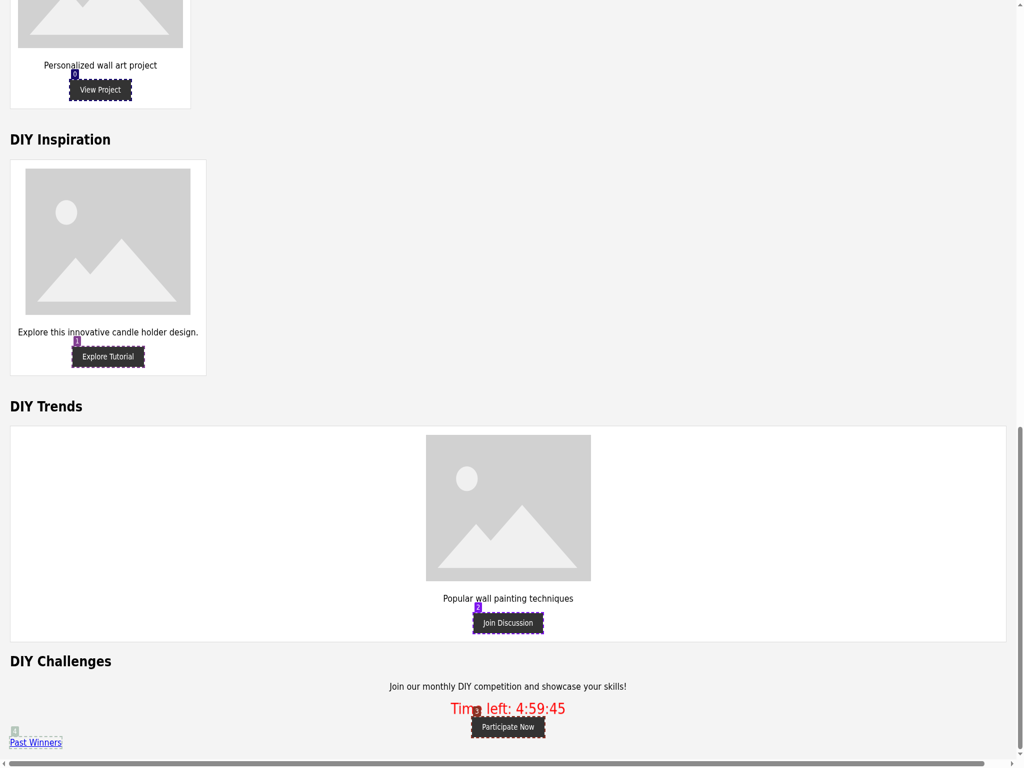 Personalized wall art project
0
View Project
DIY Inspiration
Explore this innovative candle holder design.
1
Explore Tutorial
DIY Trends
Popular wall painting techniques
2
Join Discussion
DIY Challenges
Join our monthly DIY competition and showcase your skills!
Time left: 4:59:45
3
Participate Now
4
Past Winners